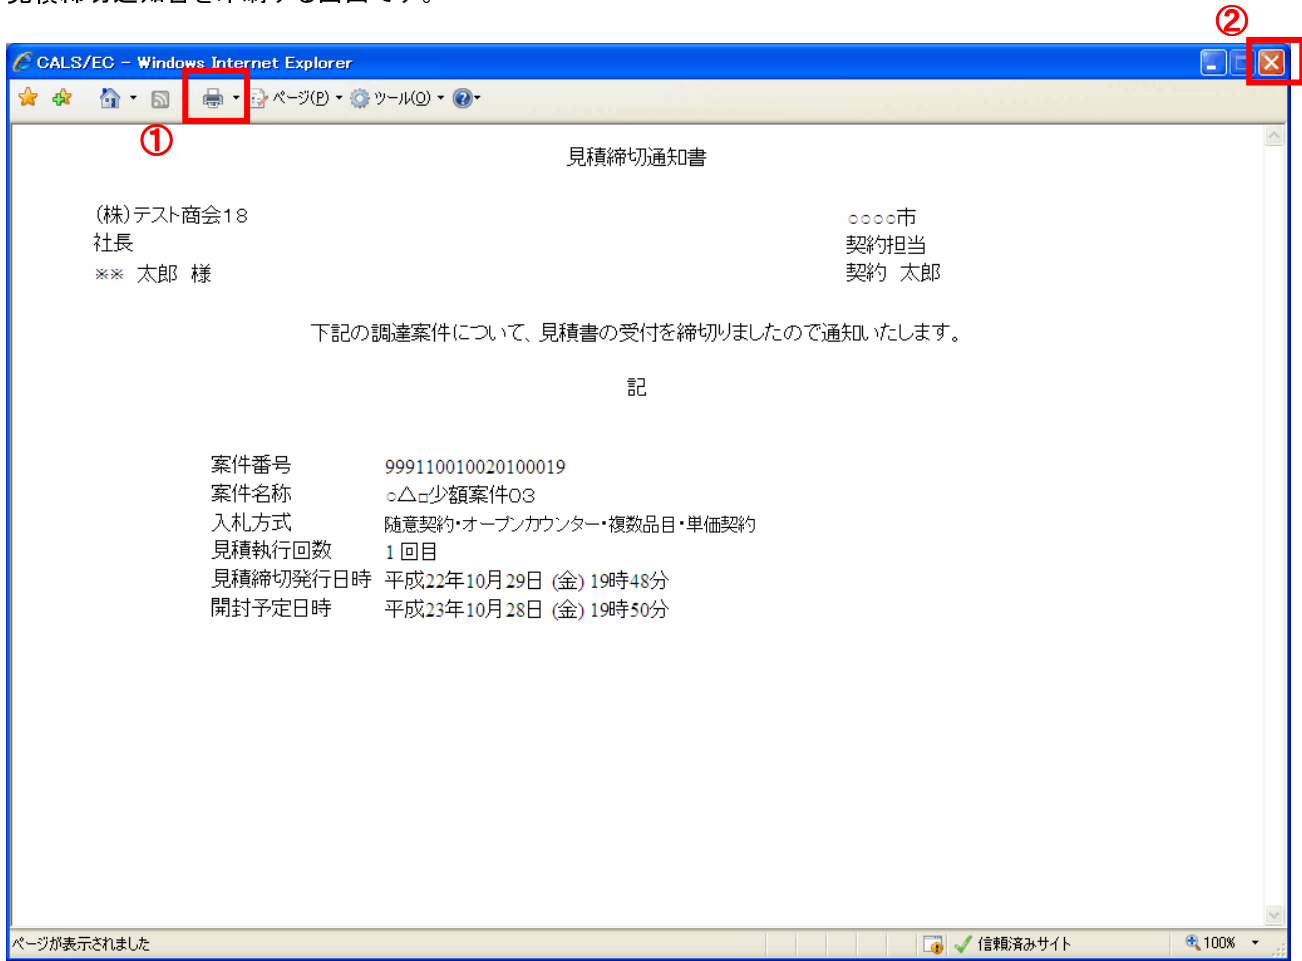 ②
CALS/EC - Windows Internet Explorer
ページ(P) ツール(O)
①
見積締切通知書
(株)テスト商会18
社長
※※ 太郎 様
○○○○市
契約担当
契約 太郎
下記の調達案件について、見積書の受付を締切りましたので通知いたします。
記
案件番号 999110010020100019
案件名称 ○△□少額案件03
入札方式 随意契約・オープンカウンター・複数品目・単価契約
見積執行回数 1 回目
見積締切発行日時 平成22年10月29日 (金) 19時48分
開封予定日時 平成23年10月28日 (金) 19時50分
ページが表示されました 信頼済みサイト 100%